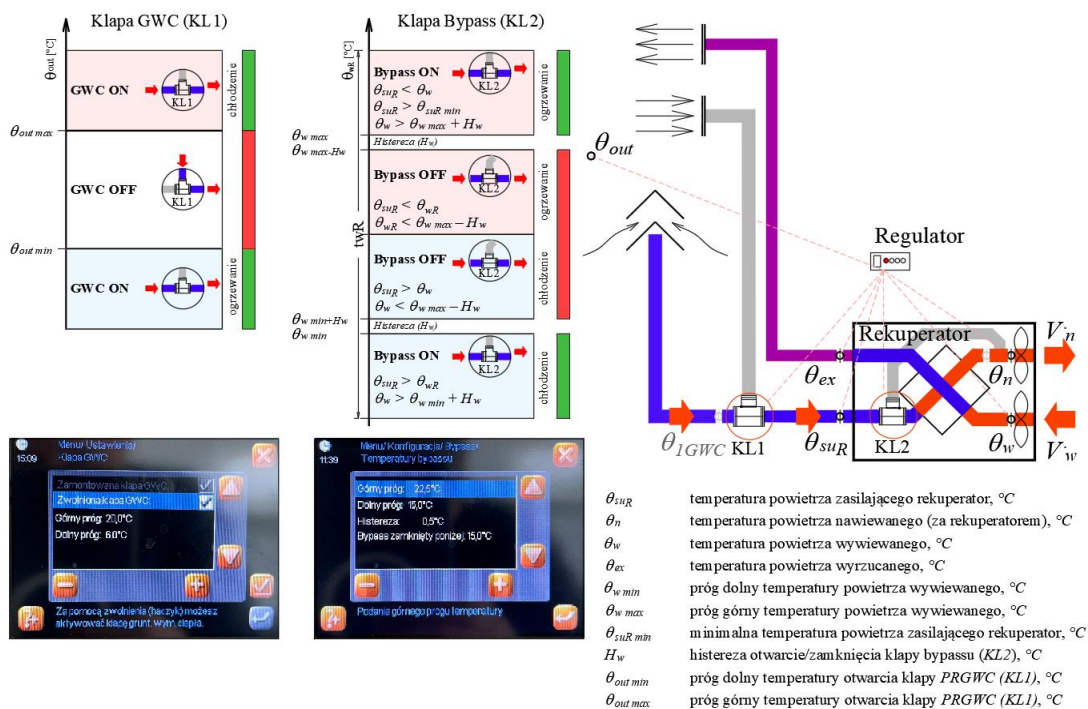 Klapa GWC (KL1)
θout [°C]
GWC ON
KL1
chłodzenie
θout max
GWC OFF
KL1
θout min
GWC ON
KL1
ogrzewanie
Klapa Bypass (KL2)
θwR [°C]
twR
Bypass ON
KL2
θsuR < θw
θsuR > θsuR min
θw > θw max + Hw
ogrzewanie
θw max
Histereza (Hw)
θw max-Hw
Bypass OFF
KL2
θsuR < θwR
θwR < θw max – Hw
ogrzewanie
Bypass OFF
KL2
θsuR > θw
θw < θw max – Hw
chłodzenie
θw min+Hw
Histereza (Hw)
θw min
Bypass ON
KL2
θsuR > θwR
θw > θw min + Hw
chłodzenie
θout
Regulator
Rekuperator
V̇n
θex
θn
θ1GWC
KL1
θsuR
KL2
θw
V̇w
15:09
Menu/ Ustawienia/
Klapa GWC
Zamontowana klapa GWC:
Zwolniona klapa GWC:
Górny próg: 20,0°C
Dolny próg: 6,0°C
Za pomocą zwolnienia (haczyk) możesz
aktywować klapę grunt. wym. ciepła.
11:39
Menu/ Konfiguracja/ Bypass/
Temperatury bypassu
Górny próg: 22,5°C
Dolny próg: 15,0°C
Histereza: 0,5°C
Bypass zamknięty poniżej: 15,0°C
Podanie górnego progu temperatury
θsuR temperatura powietrza zasilającego rekuperator, °C
θn temperatura powietrza nawiewanego (za rekuperatorem), °C
θw temperatura powietrza wywiewanego, °C
θex temperatura powietrza wyrzucanego, °C
θw min próg dolny temperatury powietrza wywiewanego, °C
θw max próg górny temperatury powietrza wywiewanego, °C
θsuR min minimalna temperatura powietrza zasilającego rekuperator, °C
Hw histereza otwarcie/zamknięcia klapy bypassu (KL2), °C
θout min próg dolny temperatury otwarcia klapy PRGWC (KL1), °C
θout max próg górny temperatury otwarcia klapy PRGWC (KL1), °C